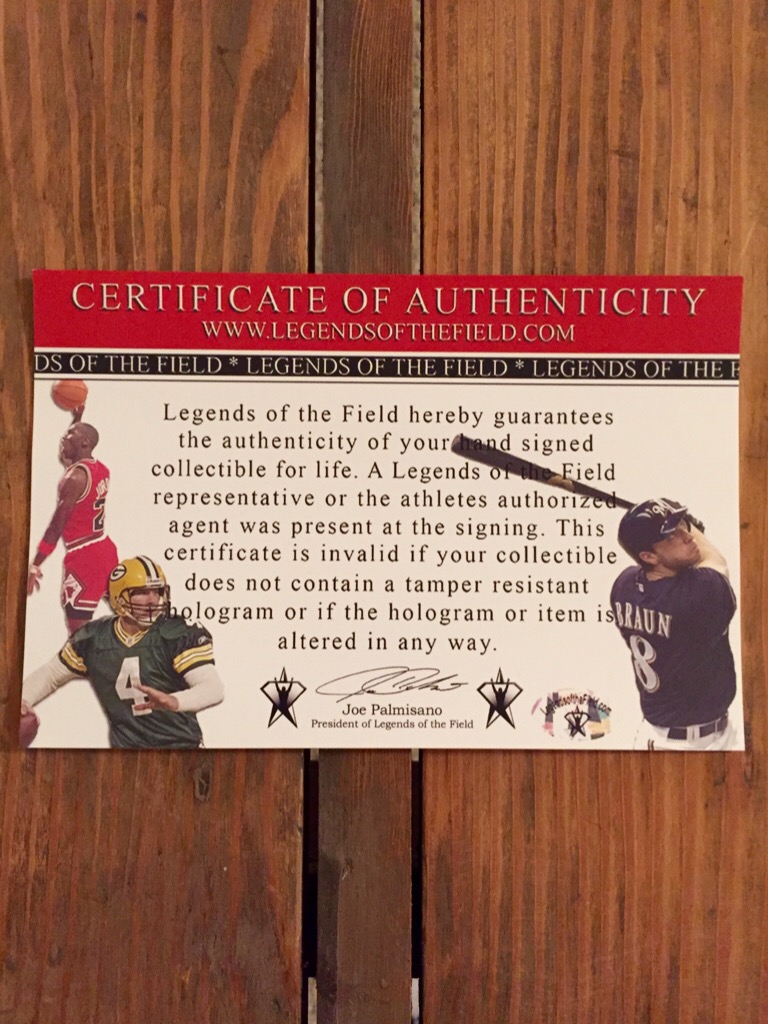 CERTIFICATE OF AUTHENTICITY
WWW.LEGENDSOFTHEFIELD.COM
DS OF THE FIELD * LEGENDS OF THE FIELD * LEGENDS OF THE F
Legends of the Field hereby guarantees
the authenticity of your hand signed
collectible for life. A Legends of the Field
representative or the athletes authorized
agent was present at the signing. This
certificate is invalid if your collectible
does not contain a tamper resistant
hologram or if the hologram or item is
altered in any way.
BRAUN
8
G
4
Joe Palmisano
President of Legends of the Field
LegendsoftheField.com